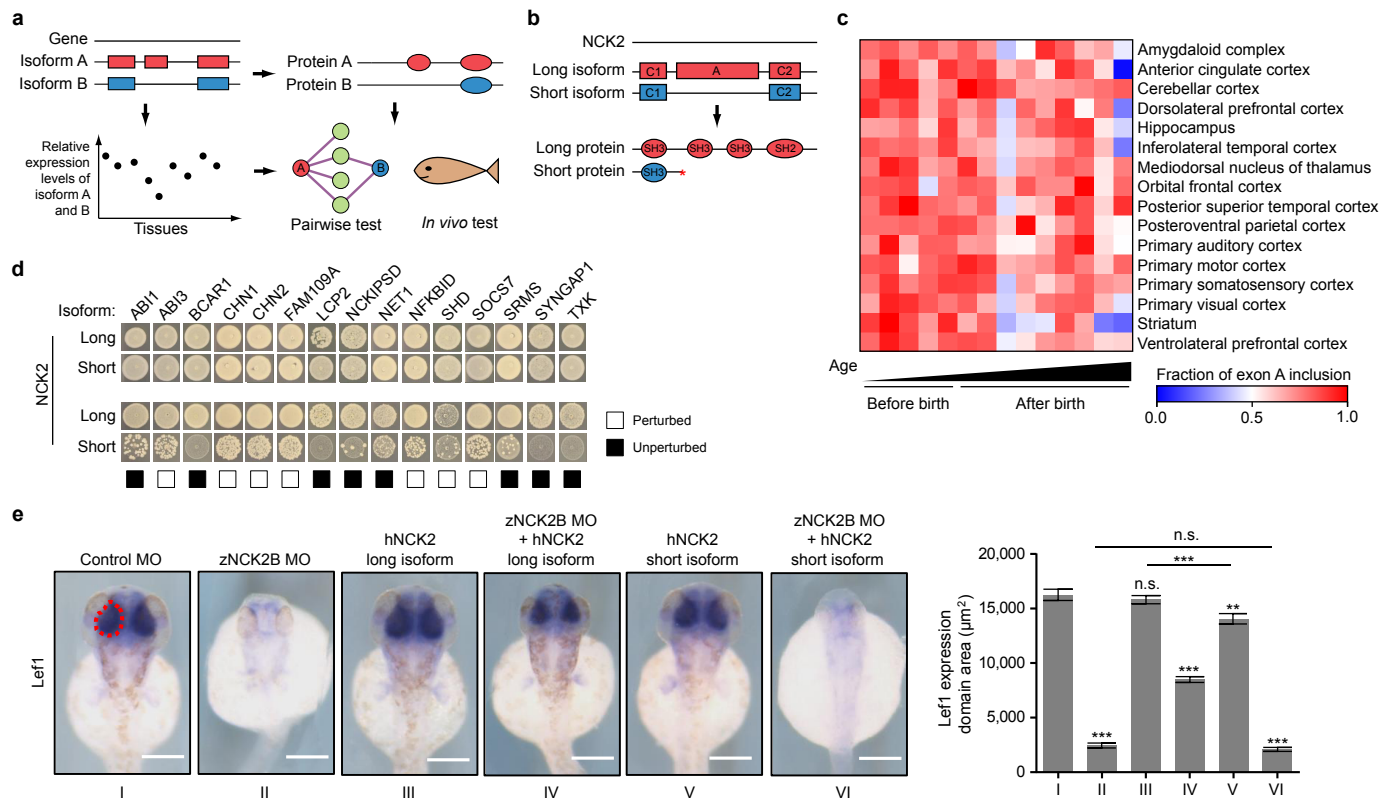 a
Gene
Isoform A
Isoform B
Protein A
Protein B
Relative
expression
levels of
isoform A
and B
Tissues
A
B
Pairwise test
In vivo test
b
NCK2
Long isoform
C1
A
C2
Short isoform
C1
C2
Long protein
SH3
SH3
SH3
SH2
Short protein
SH3
*
c
Amygdaloid complex
Anterior cingulate cortex
Cerebellar cortex
Dorsolateral prefrontal cortex
Hippocampus
Inferolateral temporal cortex
Mediodorsal nucleus of thalamus
Orbital frontal cortex
Posterior superior temporal cortex
Posteroventral parietal cortex
Primary auditory cortex
Primary motor cortex
Primary somatosensory cortex
Primary visual cortex
Striatum
Ventrolateral prefrontal cortex
Age
Before birth
After birth
Fraction of exon A inclusion
0.0
0.5
1.0
d
Isoform:
ABI1
ABI3
BCAR1
CHN1
CHN2
FAM109A
LCP2
NCKIPSD
NET1
NFKBID
SHD
SOCS7
SRMS
SYNGAP1
TXK
NCK2
Long
Short
Long
Short
Perturbed
Unperturbed
e
Lef1
Control MO
zNCK2B MO
hNCK2
long isoform
zNCK2B MO
+ hNCK2
long isoform
hNCK2
short isoform
zNCK2B MO
+ hNCK2
short isoform
I
II
III
IV
V
VI
Lef1 expression
domain area (µm²)
20,000
15,000
10,000
5,000
0
n.s.
***
n.s.
**
***
***
***
I
II
III
IV
V
VI